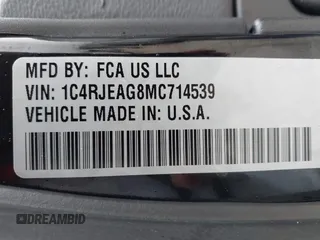 MFD BY: FCA US LLC
VIN: 1C4RJEAG8MC714539
VEHICLE MADE IN: U.S.A.
DREAMBID